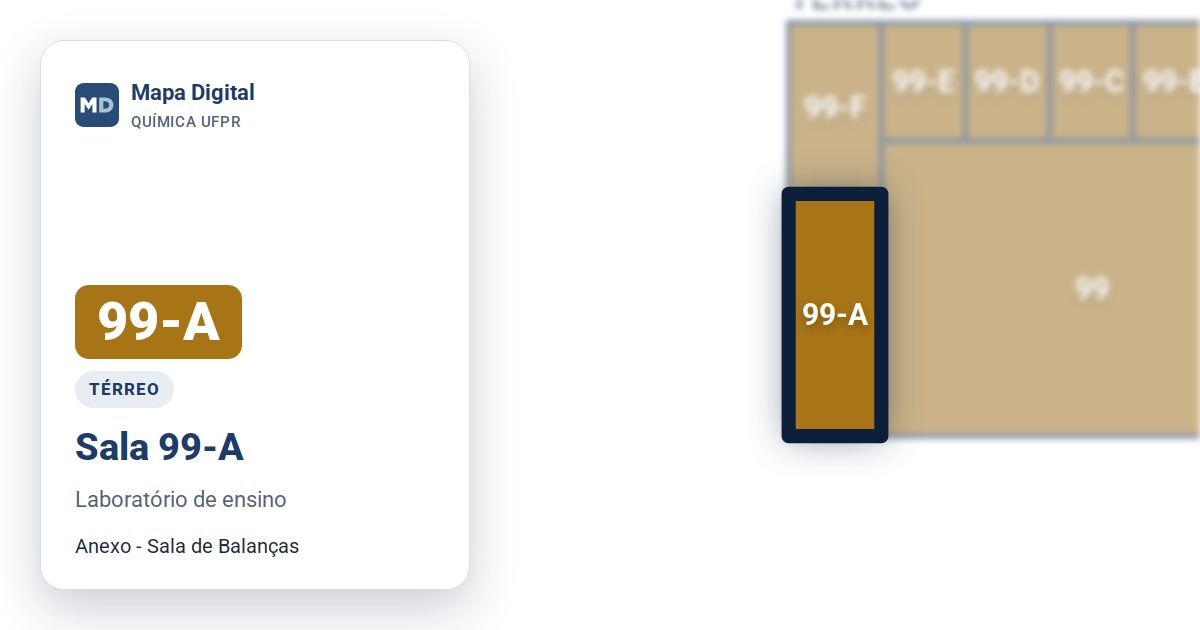 MD
Mapa Digital
QUÍMICA UFPR
99-A
TÉRREO
Sala 99-A
Laboratório de ensino
Anexo - Sala de Balanças
99-F
99-E
99-D
99-C
99-A
99